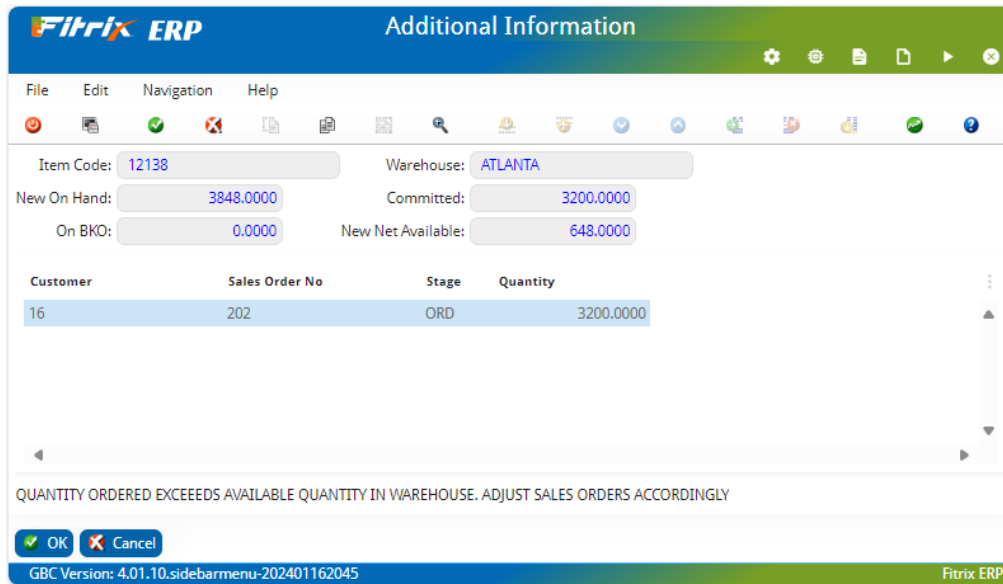 Fitrix ERP Additional Information
File Edit Navigation Help
Item Code: 12138 Warehouse: ATLANTA
New On Hand: 3848.0000 Committed: 3200.0000
On BKO: 0.0000 New Net Available: 648.0000
Customer Sales Order No Stage Quantity
16 202 ORD 3200.0000
QUANTITY ORDERED EXCEEEDS AVAILABLE QUANTITY IN WAREHOUSE. ADJUST SALES ORDERS ACCORDINGLY
OK Cancel
GBC Version: 4.01.10.sidebarmenu-202401162045 Fitrix ERP